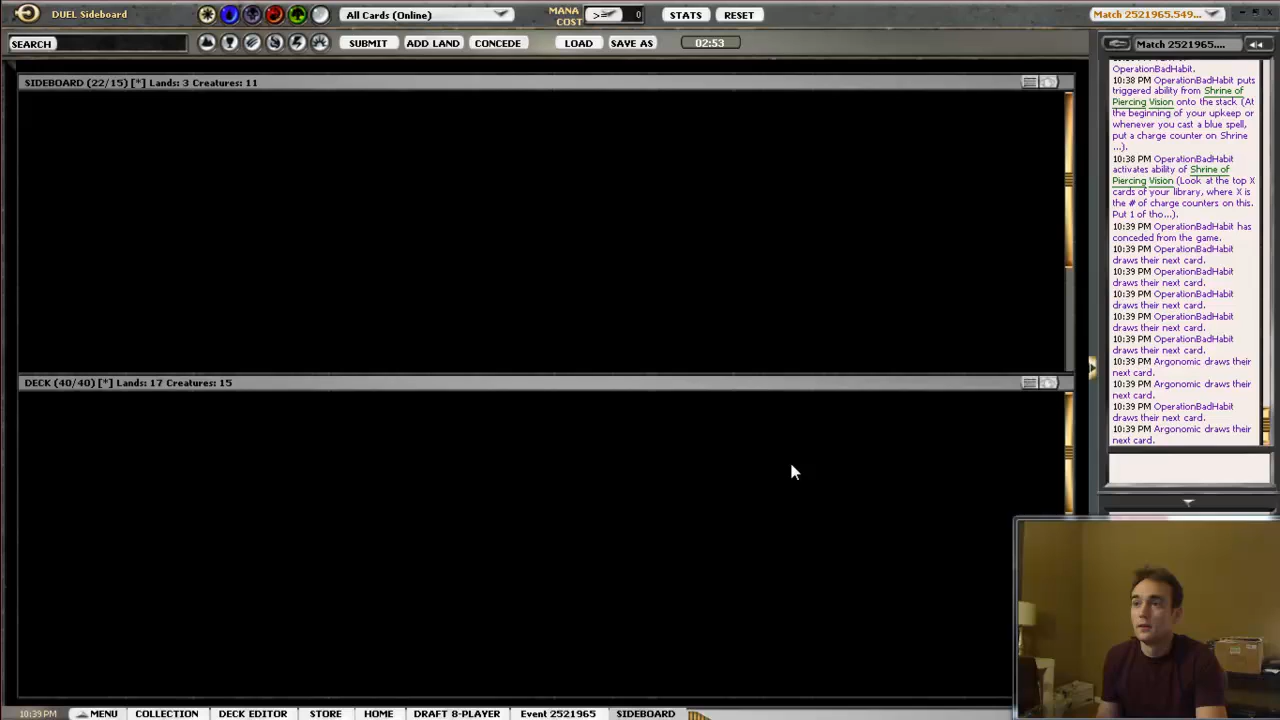 DUEL Sideboard
All Cards (Online)
MANA COST
>=
0
STATS
RESET
Match 2521965.549...
SEARCH
SUBMIT
ADD LAND
CONCEDE
LOAD
SAVE AS
02:53
Match 2521965....
SIDEBOARD (22/15) [*] Lands: 3 Creatures: 11
OperationBadHabit.
10:38 PM OperationBadHabit puts
triggered ability from Shrine of
Piercing Vision onto the stack (At
the beginning of your upkeep or
whenever you cast a blue spell,
put a charge counter on Shrine
...).
10:38 PM OperationBadHabit
activates ability of Shrine of
Piercing Vision (Look at the top X
cards of your library, where X is
the # of charge counters on this.
Put 1 of tho...).
10:39 PM OperationBadHabit has
conceded from the game.
10:39 PM OperationBadHabit
draws their next card.
10:39 PM OperationBadHabit
draws their next card.
10:39 PM OperationBadHabit
draws their next card.
10:39 PM OperationBadHabit
draws their next card.
10:39 PM OperationBadHabit
draws their next card.
10:39 PM Argonomic draws their
next card.
10:39 PM Argonomic draws their
next card.
10:39 PM OperationBadHabit
draws their next card.
10:39 PM Argonomic draws their
next card.
DECK (40/40) [*] Lands: 17 Creatures: 15
10:39 PM
MENU
COLLECTION
DECK EDITOR
STORE
HOME
DRAFT 8-PLAYER
Event 2521965
SIDEBOARD